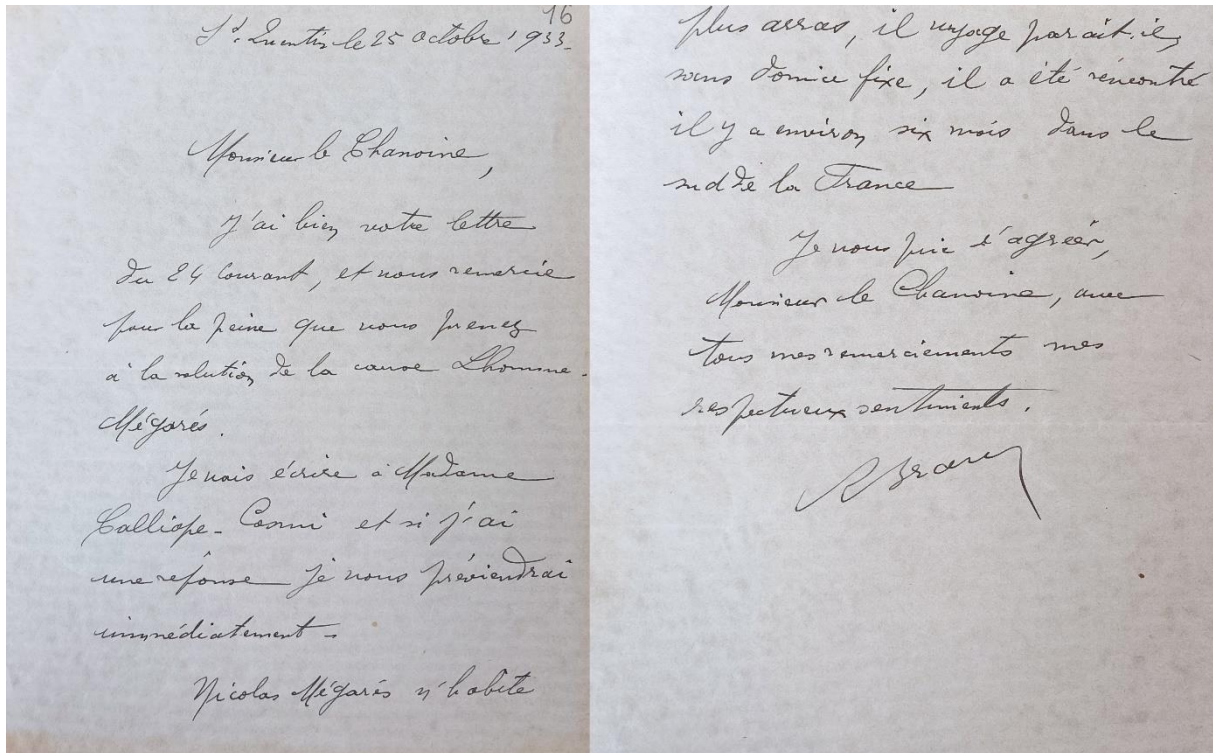 16
St. Quentin le 25 octobre 1933.
Monsieur le Chanoine,
J'ai bien votre lettre
du 24 courant, et vous remercie
pour la peine que vous prenez
à la solution de la cause Lhomme-
Mégarés.
Je vais écrire à Madame
Calliope-Cosmi et si j'ai
une réponse je vous préviendrai
immédiatement-
Nicolas Mégarés n'habite
plus arras, il voyage parait-il,
sans domice fixe, il a été rencontré
il y a environ six mois dans le
sud de la France
Je vous prie d'agréer,
Monsieur le Chanoine, avec
tous mes remerciements mes
respectueux sentiments.